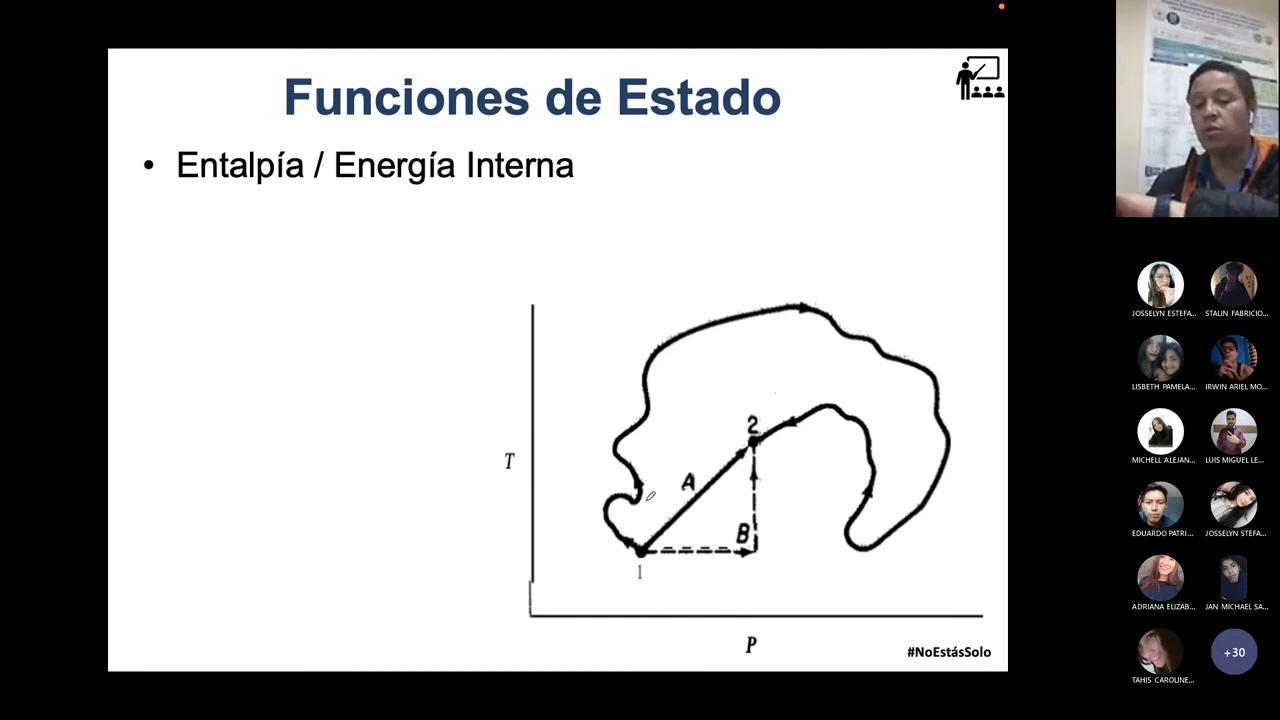 Funciones de Estado
• Entalpía / Energía Interna
2
T
A
B
1
P
#NoEstásSolo
JOSSELYN ESTEFA...
STALIN FABRICIO...
LISBETH PAMELA...
IRWIN ARIEL MO...
MICHELL ALEJAN...
LUIS MIGUEL LE...
EDUARDO PATRI...
JOSSELYN STEFA...
ADRIANA ELIZAB...
JAN MICHAEL SA...
TAHIS CAROLINE...
+30